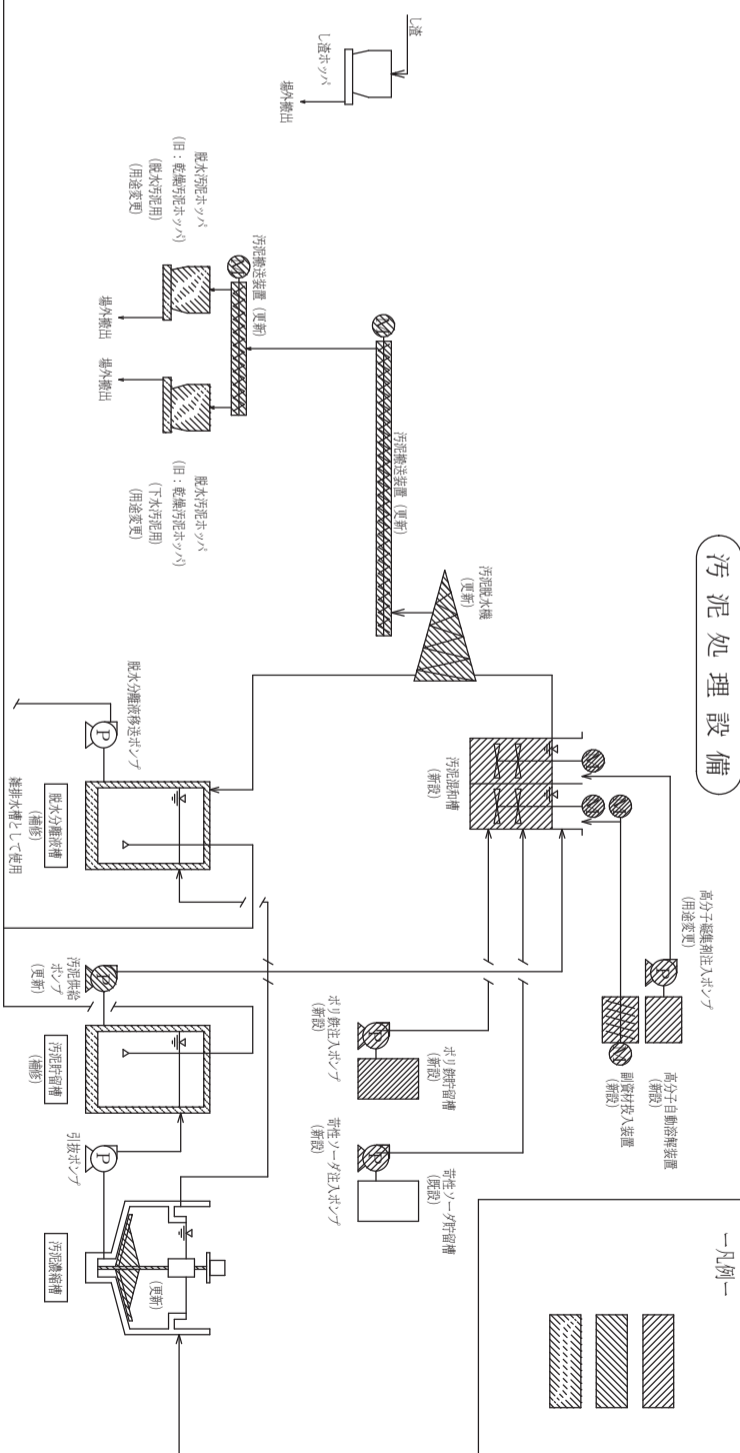 汚泥処理設備
ー凡例ー
し渣
し渣ホッパ
場外搬出
脱水汚泥ホッパ
(旧：乾燥汚泥ホッパ)
(脱水汚泥用)
(用途変更)
汚泥搬送装置 (更新)
場外搬出
場外搬出
脱水汚泥ホッパ
(旧：乾燥汚泥ホッパ)
(下水汚泥用)
(用途変更)
汚泥搬送装置 (更新)
汚泥脱水機
(更新)
汚泥混和槽
(新設)
M
M
M
M
M
M
高分子凝集剤注入ポンプ
(用途変更)
P
高分子自動溶解装置
(新設)
副資材投入装置
(新設)
ポリ鉄注入ポンプ
(新設)
P
ポリ鉄貯留槽
(新設)
苛性ソーダ注入ポンプ
(新設)
P
苛性ソーダ貯留槽
(既設)
脱水分離液移送ポンプ
P
脱水分離液槽
(補修)
雑排水槽として使用
汚泥供給
ポンプ
(更新)
P
汚泥貯留槽
(補修)
引抜ポンプ
P
汚泥濃縮槽
(更新)